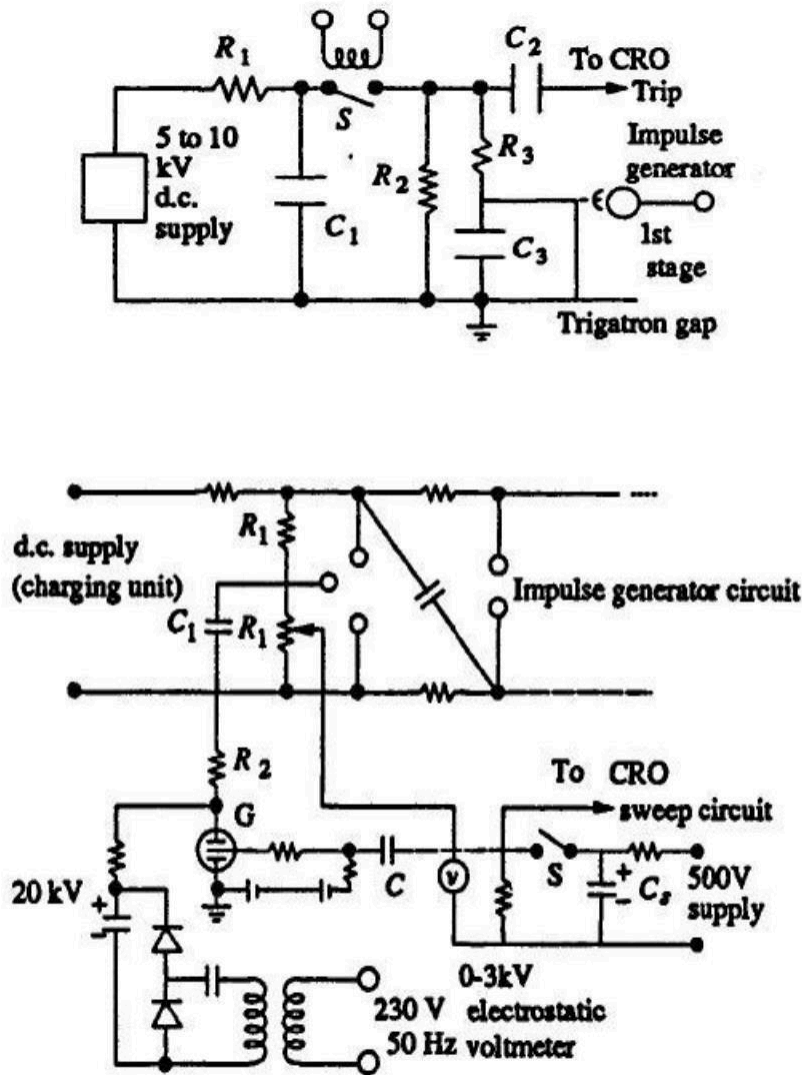 R1
C2
To CRO
Trip
5 to 10
kV
d.c.
supply
S
R2
R3
Impulse
generator
C1
C3
1st
stage
Trigatron gap
d.c. supply
(charging unit)
R1
C1
R1
Impulse generator circuit
R2
To CRO
sweep circuit
G
20 kV
+
-
C
v
S
+
-
Cs
500V
supply
0-3kV
230 V electrostatic
50 Hz voltmeter